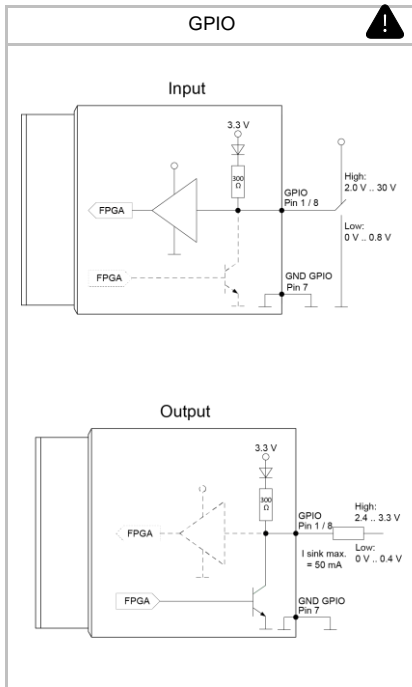 GPIO
!
Input
3.3 V
300
Ω
GPIO
Pin 1 / 8
High:
2.0 V .. 30 V
FPGA
Low:
0 V .. 0.8 V
FPGA
GND GPIO
Pin 7
Output
3.3 V
300
Ω
GPIO
Pin 1 / 8
High:
2.4 .. 3.3 V
FPGA
I sink max.
= 50 mA
Low:
0 V .. 0.4 V
FPGA
GND GPIO
Pin 7